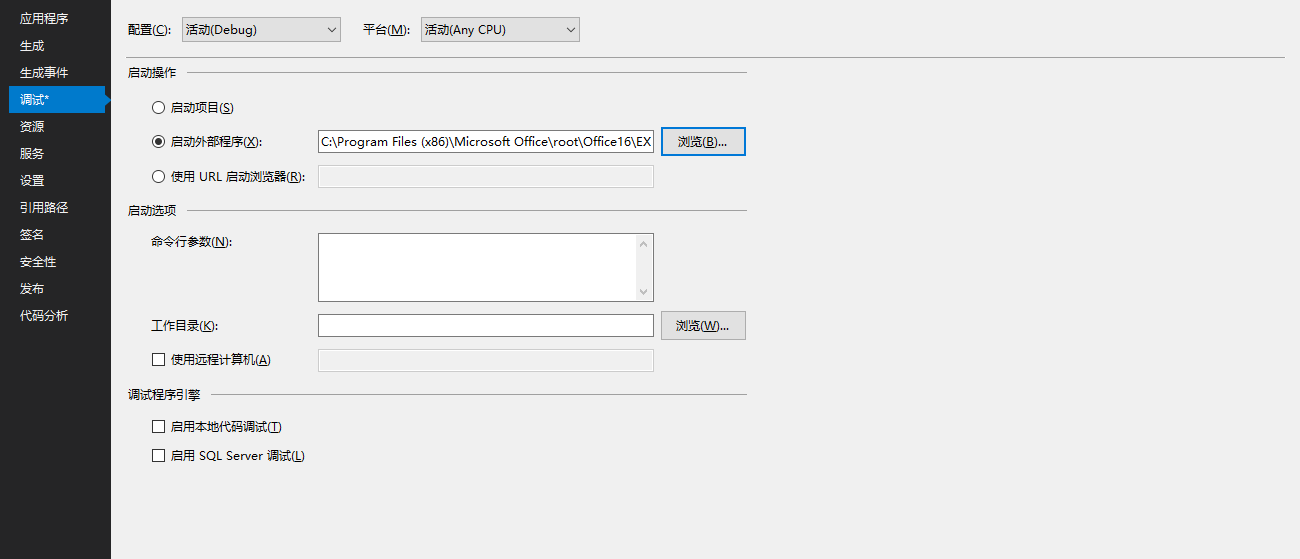 应用程序
生成
生成事件
调试*
资源
服务
设置
引用路径
签名
安全性
发布
代码分析
配置(C): 活动(Debug) 平台(M): 活动(Any CPU)
启动操作
启动项目(S)
启动外部程序(X): C:\Program Files (x86)\Microsoft Office\root\Office16\EX 浏览(B)...
使用 URL 启动浏览器(R):
启动选项
命令行参数(N):
工作目录(K): 浏览(W)...
使用远程计算机(A)
调试程序引擎
启用本地代码调试(T)
启用 SQL Server 调试(L)